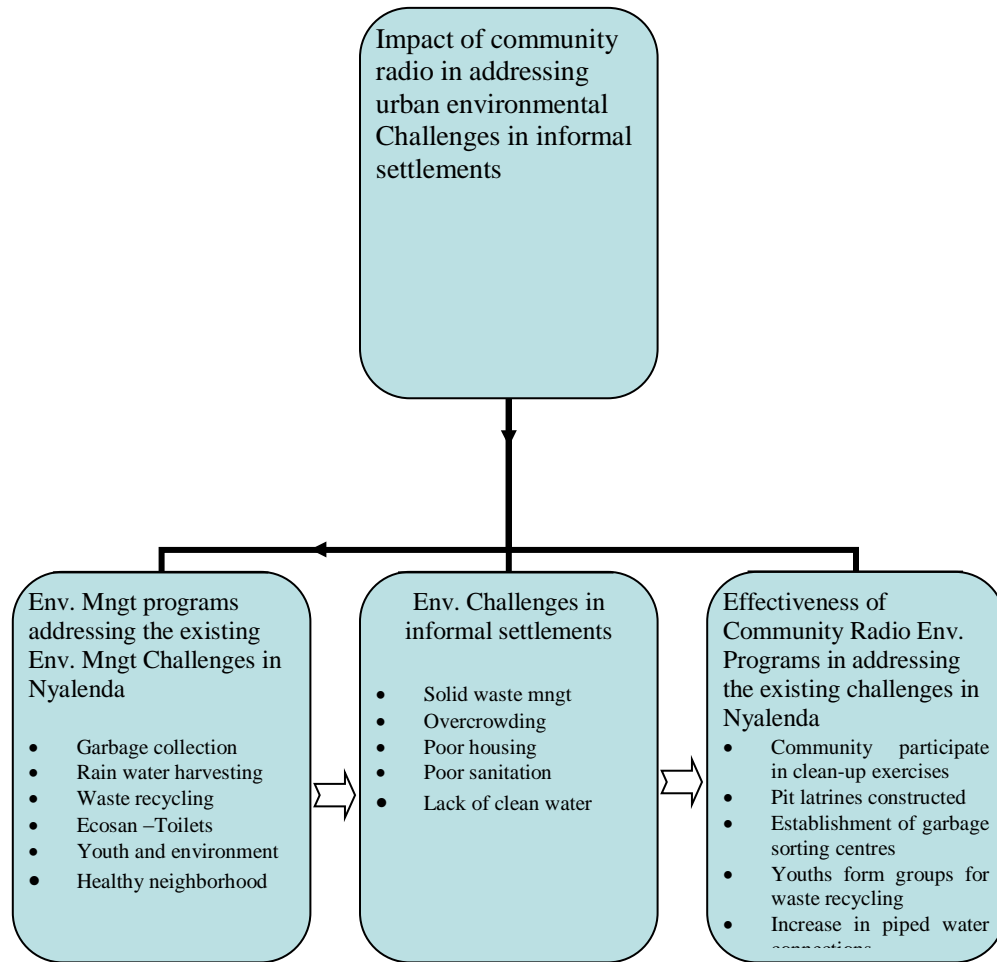 Impact of community
radio in addressing
urban environmental
Challenges in informal
settlements
Env. Mngt programs
addressing the existing
Env. Mngt Challenges in
Nyalenda
• Garbage collection
• Rain water harvesting
• Waste recycling
• Ecosan –Toilets
• Youth and environment
• Healthy neighborhood
Env. Challenges in
informal settlements
• Solid waste mngt
• Overcrowding
• Poor housing
• Poor sanitation
• Lack of clean water
Effectiveness of
Community Radio Env.
Programs in addressing
the existing challenges in
Nyalenda
• Community participate
in clean-up exercises
• Pit latrines constructed
• Establishment of garbage
sorting centres
• Youths form groups for
waste recycling
• Increase in piped water
connections